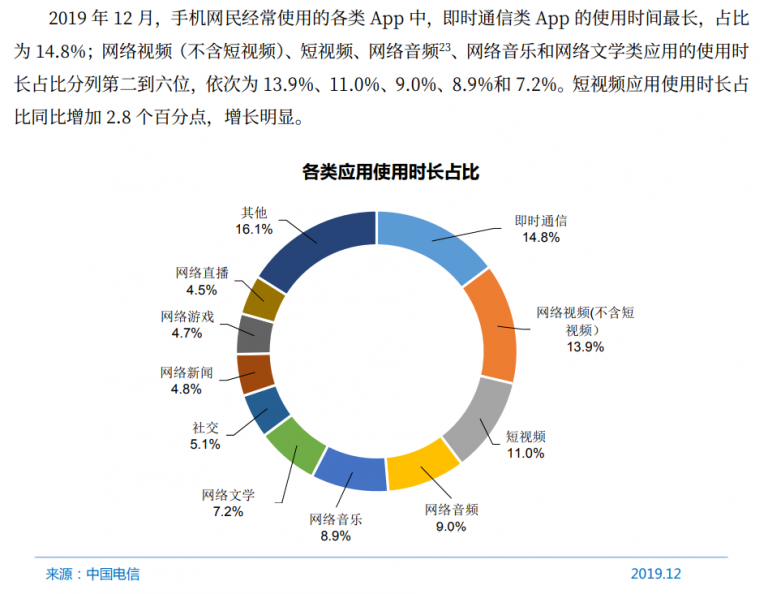 2019 年 12 月，手机网民经常使用的各类 App 中，即时通信类 App 的使用时间最长，占比
为 14.8%；网络视频（不含短视频）、短视频、网络音频23、网络音乐和网络文学类应用的使用时
长占比分列第二到六位，依次为 13.9%、11.0%、9.0%、8.9%和 7.2%。短视频应用使用时长占
比同比增加 2.8 个百分点，增长明显。
各类应用使用时长占比
其他
16.1%
即时通信
14.8%
网络直播
4.5%
网络视频(不含短
视频）
13.9%
网络游戏
4.7%
网络新闻
4.8%
社交
5.1%
短视频
11.0%
网络文学
7.2%
网络音乐
8.9%
网络音频
9.0%
来源：中国电信
2019.12